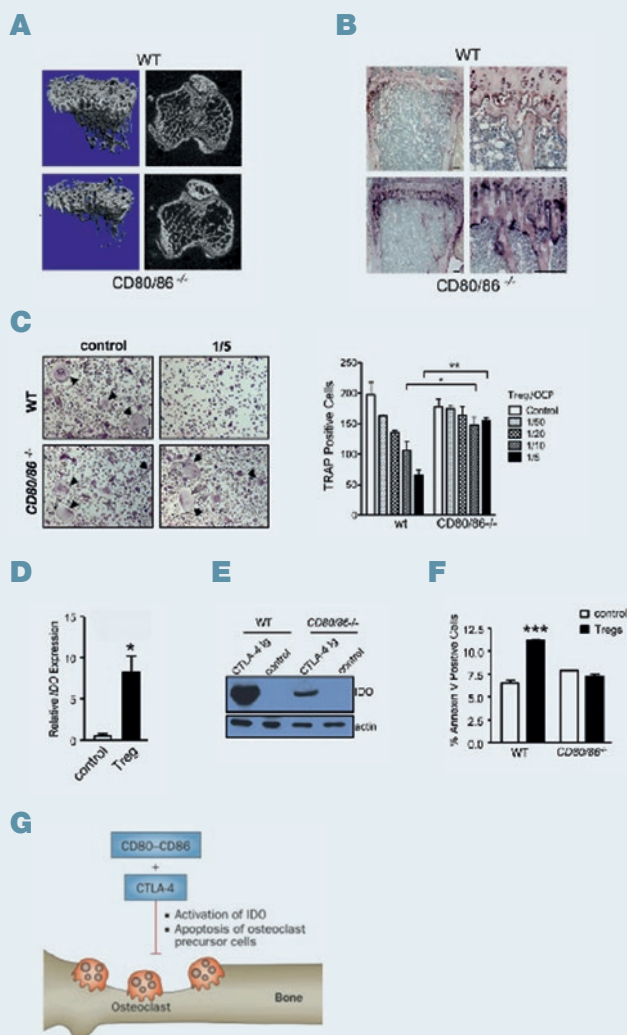 A
WT
CD80/86 -/-
B
WT
CD80/86 -/-
C
control
1/5
WT
CD80/86 -/-
TRAP Positive Cells
250
200
150
100
50
0
wt
CD80/86-/-
**
*
Treg/OCP
Control
1/50
1/20
1/10
1/5
D
Relative IDO Expression
15
10
5
0
*
control
Treg
E
WT
CD80/86-/-
CTLA-4 Ig
control
CTLA-4 Ig
control
IDO
actin
F
control
Tregs
% Annexin V Positive Cells
12.5
10.0
7.5
5.0
2.5
0.0
***
WT
CD80/86-/-
G
CD80–CD86
+
CTLA-4
▪ Activation of IDO
▪ Apoptosis of osteoclast
precursor cells
Osteoclast
Bone